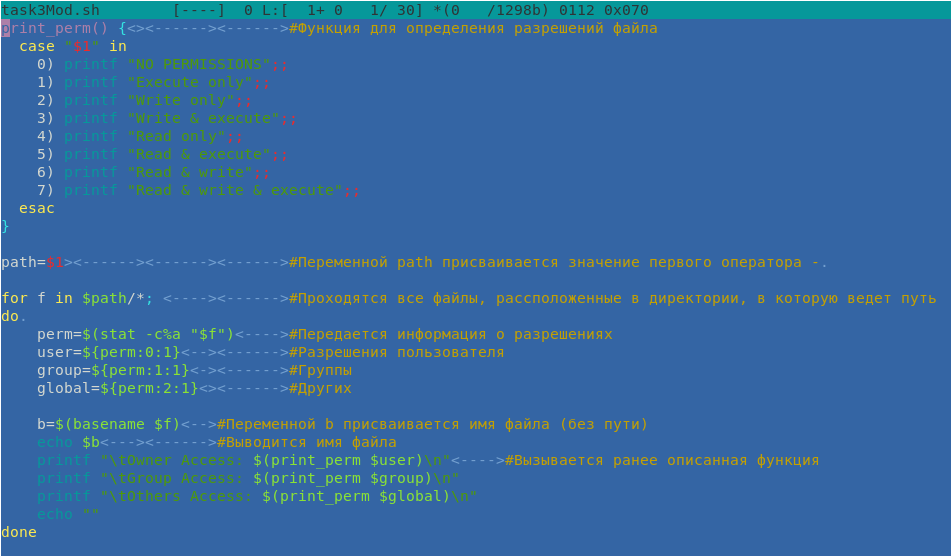 task3Mod.sh        [----]  0 L:[  1+ 0   1/ 30] *(0   /1298b) 0112 0x070
print_perm() {<><------><------>#Функция для определения разрешений файла
  case "$1" in
    0) printf "NO PERMISSIONS";;
    1) printf "Execute only";;
    2) printf "Write only";;
    3) printf "Write & execute";;
    4) printf "Read only";;
    5) printf "Read & execute";;
    6) printf "Read & write";;
    7) printf "Read & write & execute";;
  esac
}
path=$1><------><------><------>#Переменной path присваивается значение первого оператора -.
for f in $path/*; <----><------>#Проходятся все файлы, рассположенные в директории, в которую ведет путь
do.
    perm=$(stat -c%a "$f")<---->#Передается информация о разрешениях
    user=${perm:0:1}<--><------>#Разрешения пользователя
    group=${perm:1:1}<-><------>#Группы
    global=${perm:2:1}<><------>#Других
    b=$(basename $f)<-->#Переменной b присваивается имя файла (без пути)
    echo $b<---><------>#Выводится имя файла
    printf "\tOwner Access: $(print_perm $user)\n"<---->#Вызывается ранее описанная функция
    printf "\tGroup Access: $(print_perm $group)\n"
    printf "\tOthers Access: $(print_perm $global)\n"
    echo ""
done